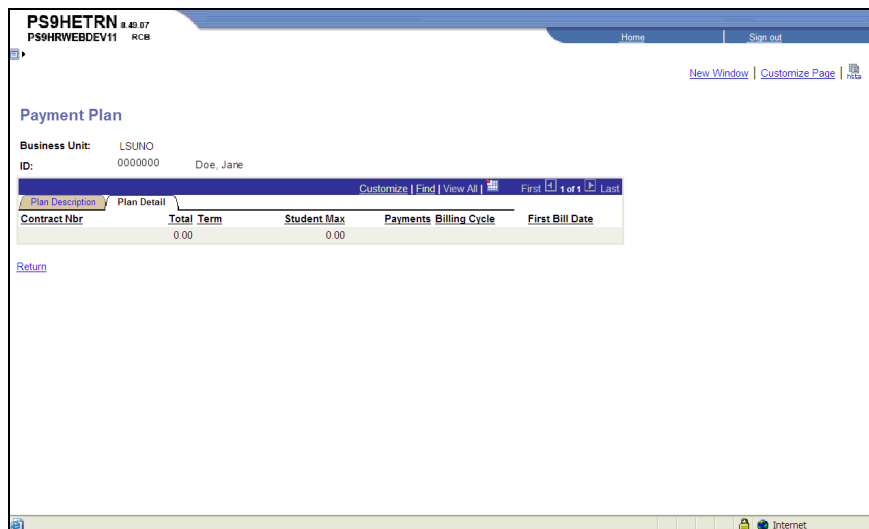 PS9HETRN 8.49.07
PS9HRWEBDEV11 RCB
Home Sign out
New Window Customize Page http
Payment Plan
Business Unit: LSUNO
ID: 0000000 Doe, Jane
Customize | Find | View All | First 1 of 1 Last
Plan Description Plan Detail
Contract Nbr Total Term Student Max Payments Billing Cycle First Bill Date
0.00 0.00
Return
Internet